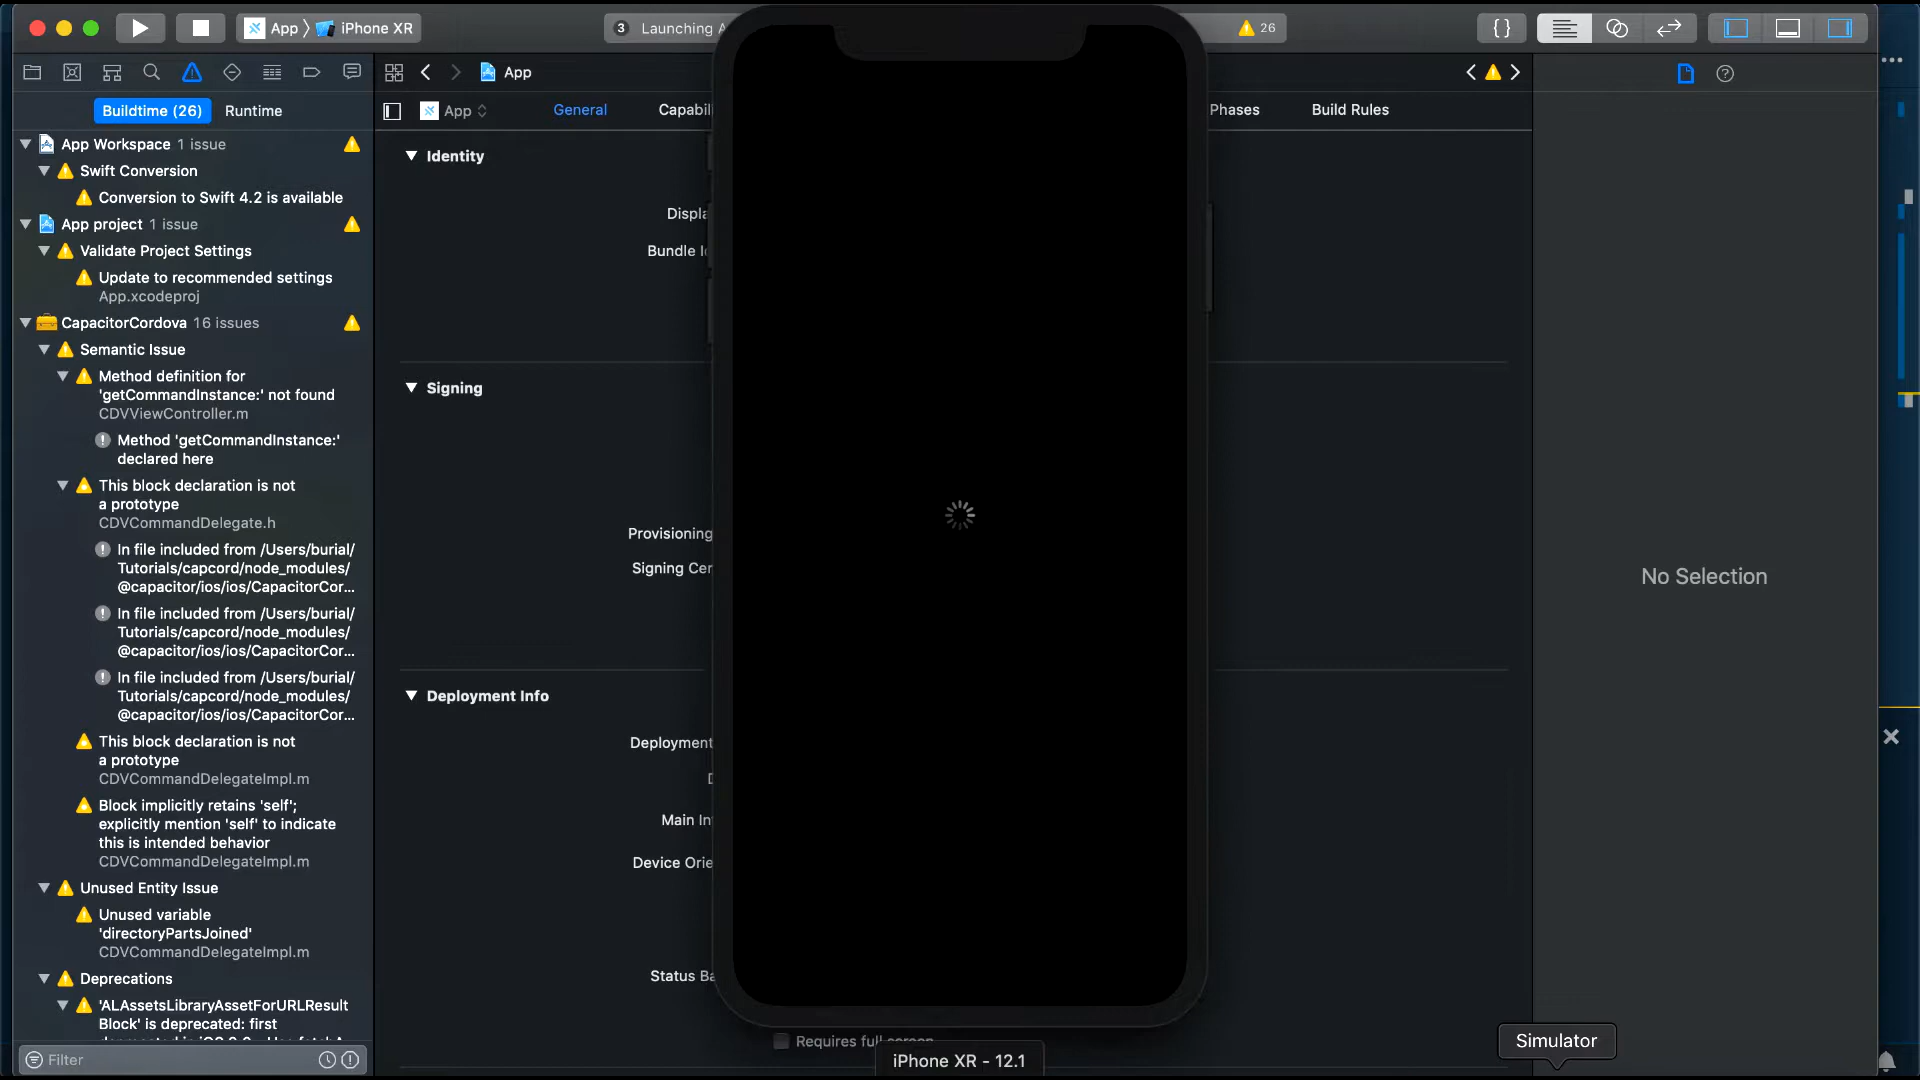 App
iPhone XR
3
Launching A
26
{ }
App
Buildtime (26)
Runtime
App
General
Capabil
Phases
Build Rules
App Workspace 1 issue
Swift Conversion
Conversion to Swift 4.2 is available
App project 1 issue
Validate Project Settings
Update to recommended settings
App.xcodeproj
CapacitorCordova 16 issues
Semantic Issue
Method definition for
'getCommandInstance:' not found
CDVViewController.m
Method 'getCommandInstance:'
declared here
This block declaration is not
a prototype
CDVCommandDelegate.h
In file included from /Users/burial/
Tutorials/capcord/node_modules/
@capacitor/ios/ios/CapacitorCor...
In file included from /Users/burial/
Tutorials/capcord/node_modules/
@capacitor/ios/ios/CapacitorCor...
In file included from /Users/burial/
Tutorials/capcord/node_modules/
@capacitor/ios/ios/CapacitorCor...
This block declaration is not
a prototype
CDVCommandDelegateImpl.m
Block implicitly retains 'self';
explicitly mention 'self' to indicate
this is intended behavior
CDVCommandDelegateImpl.m
Unused Entity Issue
Unused variable
'directoryPartsJoined'
CDVCommandDelegateImpl.m
Deprecations
'ALAssetsLibraryAssetForURLResult
Block' is deprecated: first
Filter
Identity
Displa
Bundle Id
Signing
Provisioning
Signing Cer
Deployment Info
Deployment
D
Main Int
Device Orie
Status Ba
Requires full screen
iPhone XR - 12.1
No Selection
Simulator